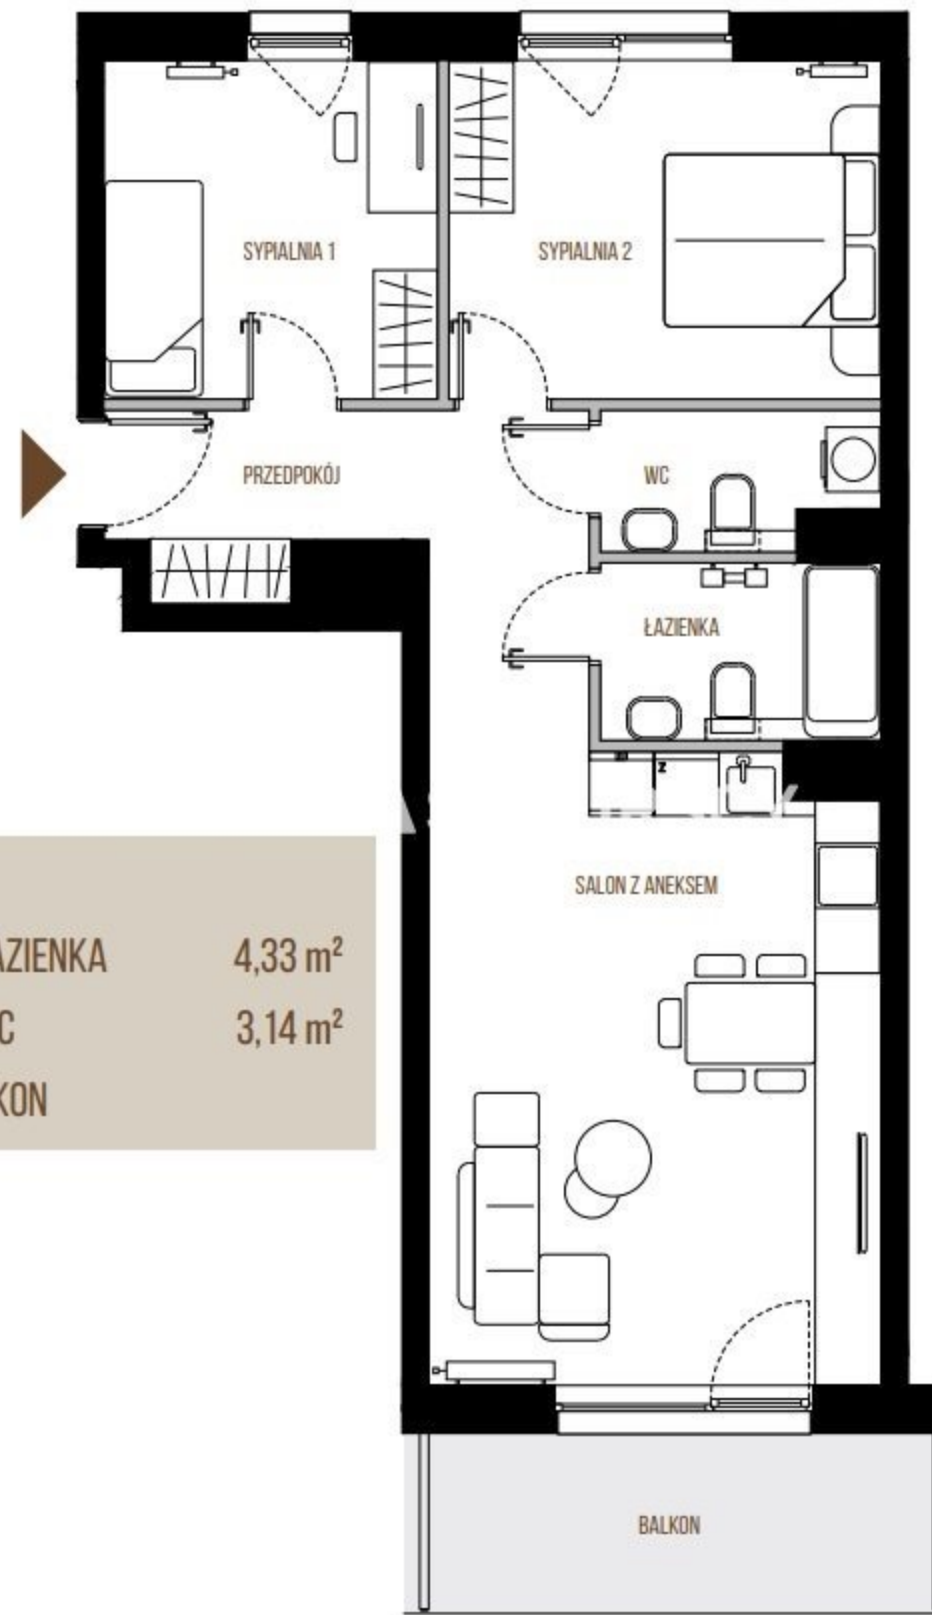 SYPIALNIA 1
SYPIALNIA 2
PRZEDPOKÓJ
WC
ŁAZIENKA
Z
SALON Z ANEKSEM
AZIENKA 4,33 m²
C 3,14 m²
KON
BALKON